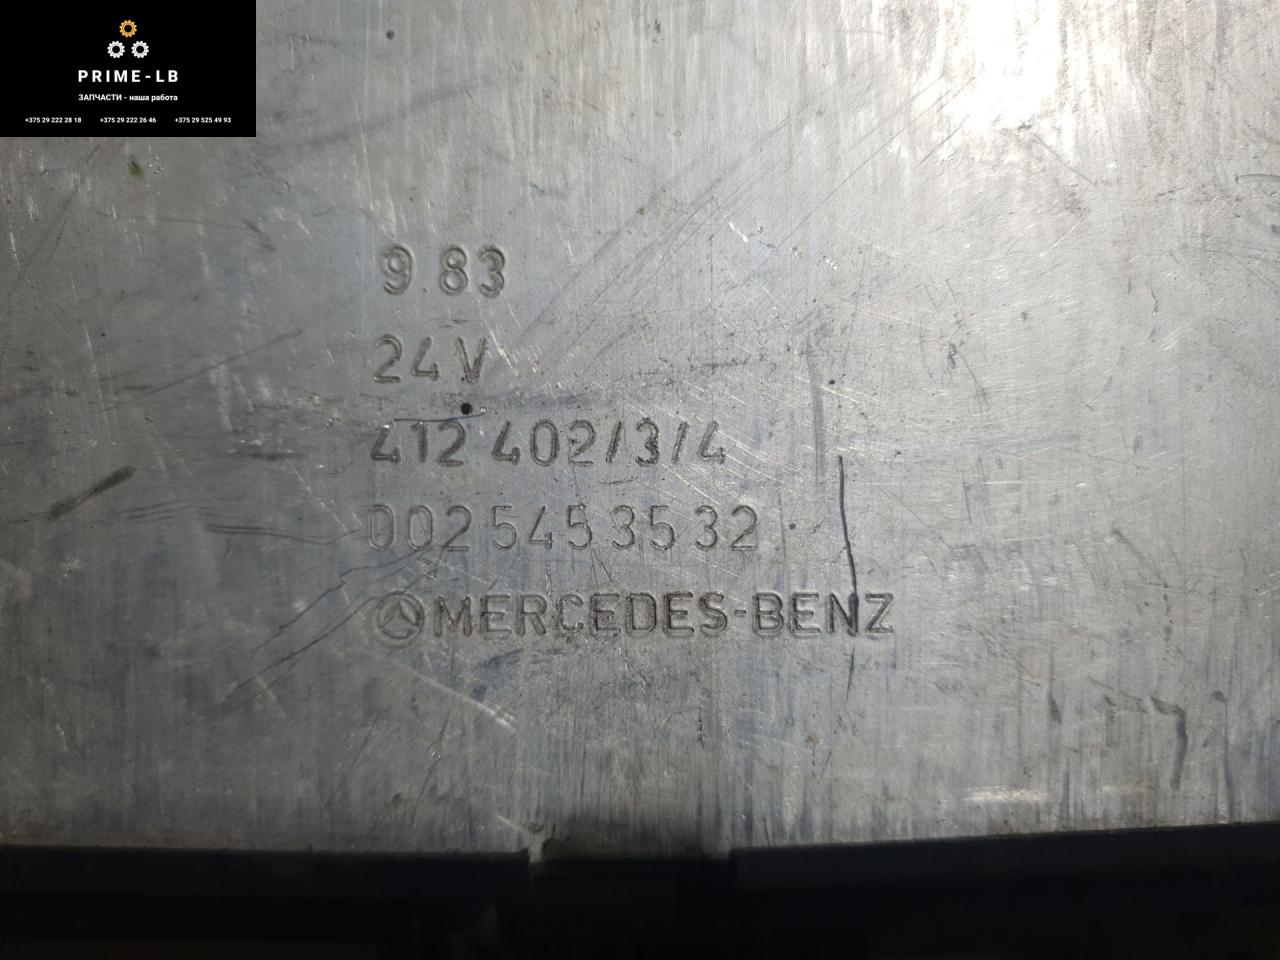 PRIME-LB
ЗАПЧАСТИ - наша работа
+375 29 222 28 18 +375 29 222 26 46 +375 29 525 49 93
9.83
24V
412 402/3/4
002 545 35 32
MERCEDES-BENZ